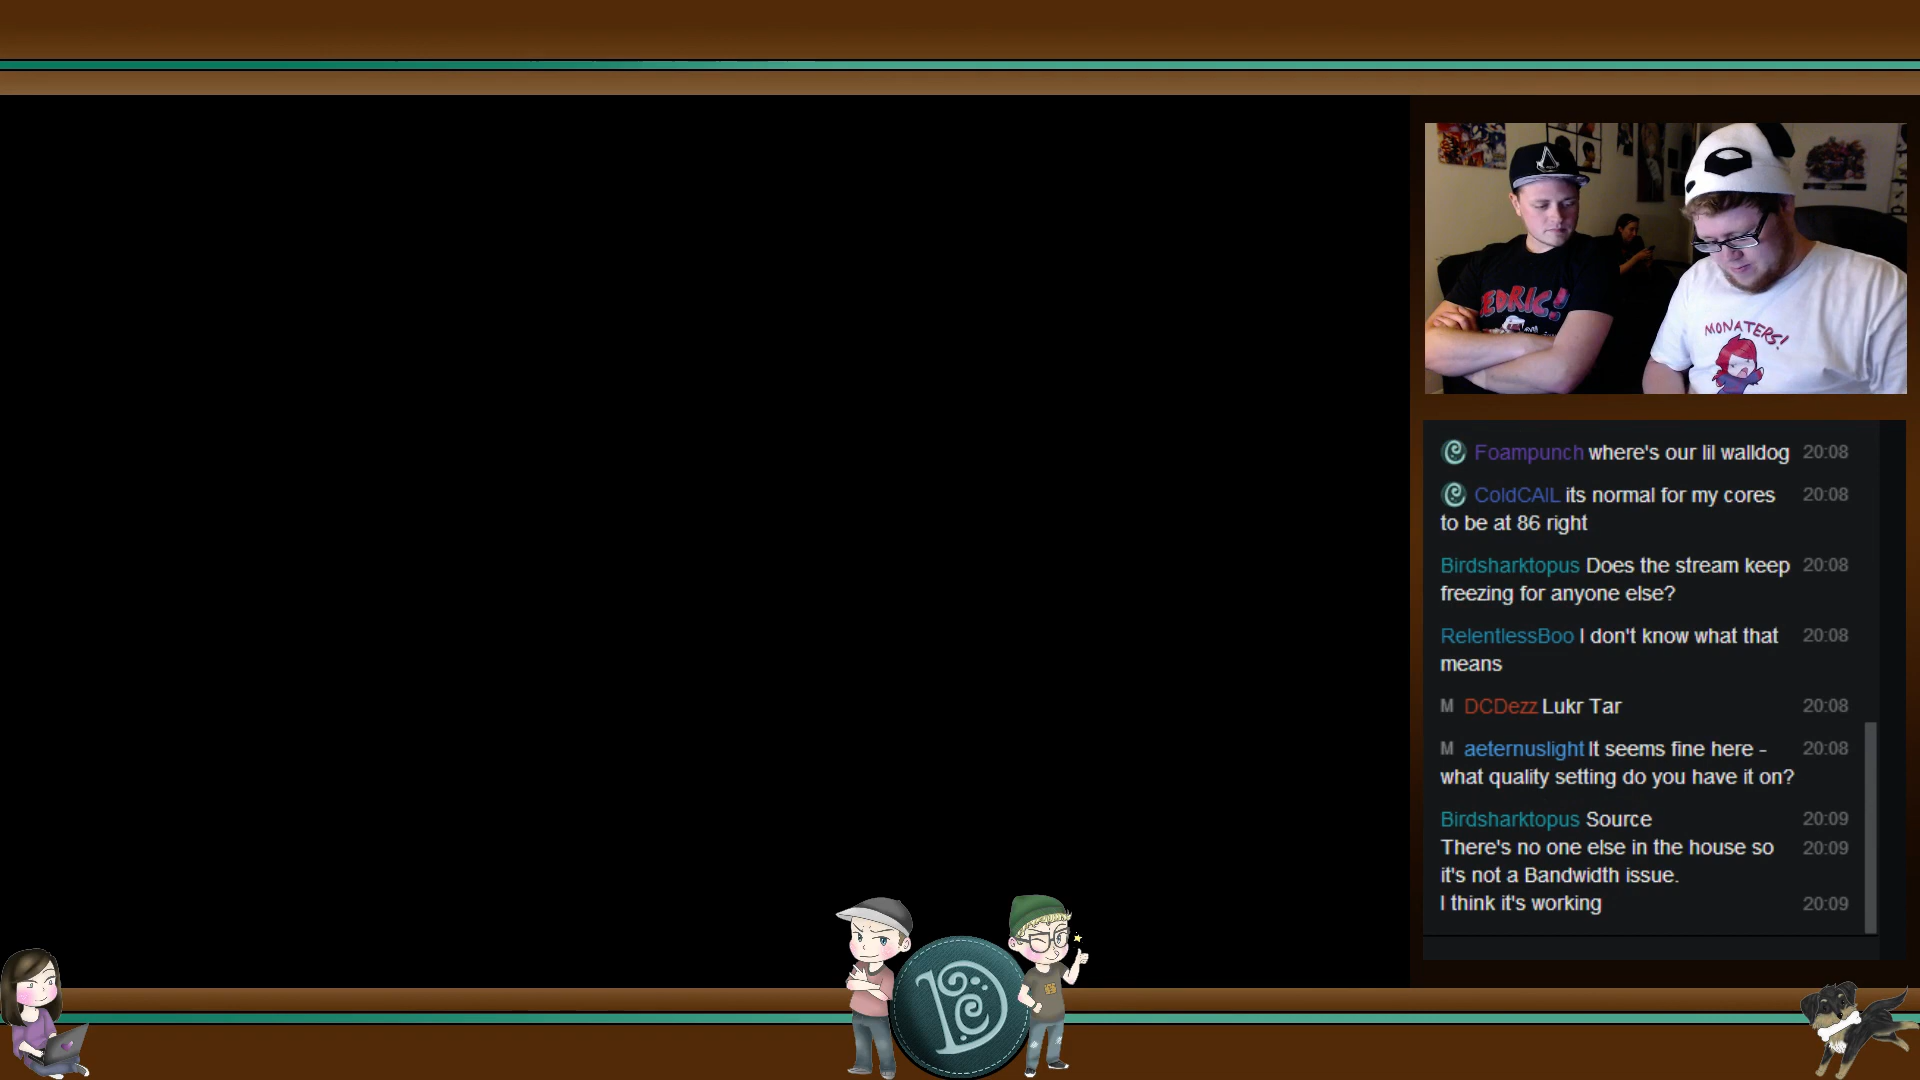 EDRIC!
MONATERS!
Foampunch where's our lil walldog 20:08
ColdCAIL its normal for my cores 20:08
to be at 86 right
Birdsharktopus Does the stream keep 20:08
freezing for anyone else?
RelentlessBoo I don't know what that 20:08
means
M DCDezz Lukr Tar 20:08
M aeternuslight It seems fine here - 20:08
what quality setting do you have it on?
Birdsharktopus Source 20:09
There's no one else in the house so 20:09
it's not a Bandwidth issue.
I think it's working 20:09